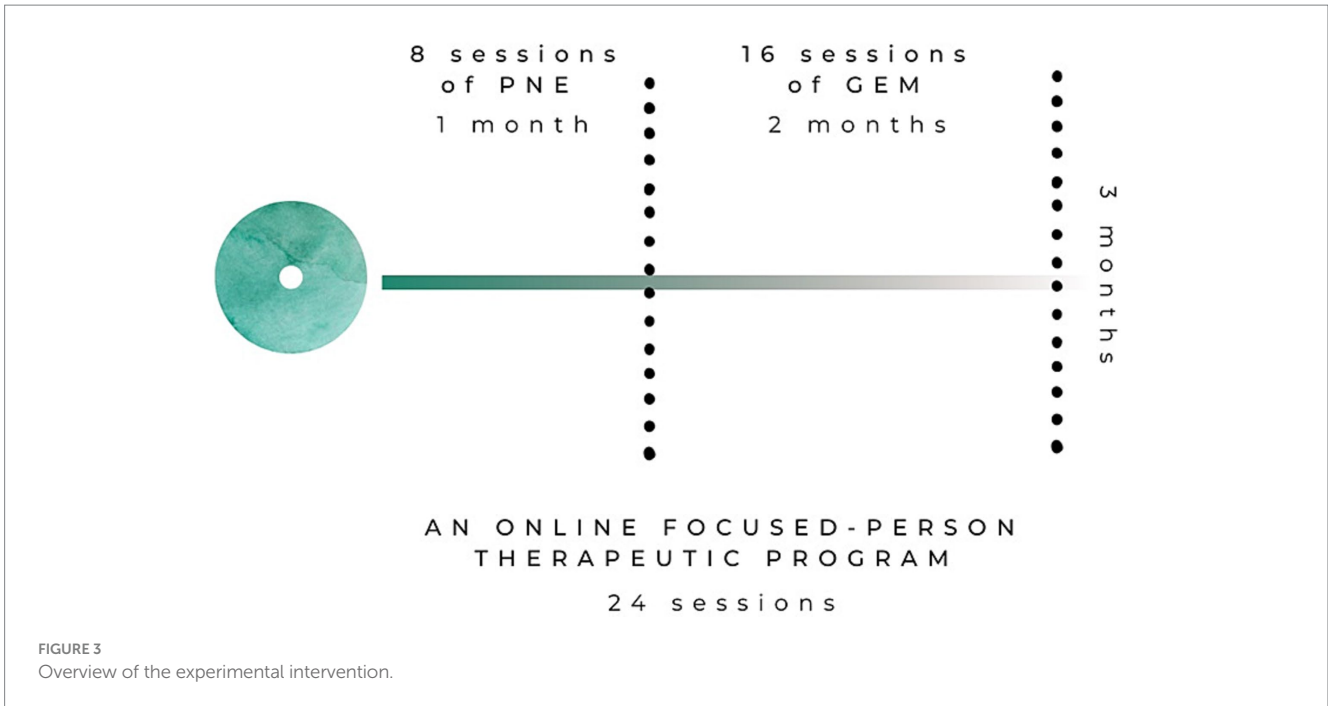 8 sessions
of PNE
1 month
16 sessions
of GEM
2 months
3 months
AN ONLINE FOCUSED-PERSON
THERAPEUTIC PROGRAM
24 sessions
FIGURE 3
Overview of the experimental intervention.